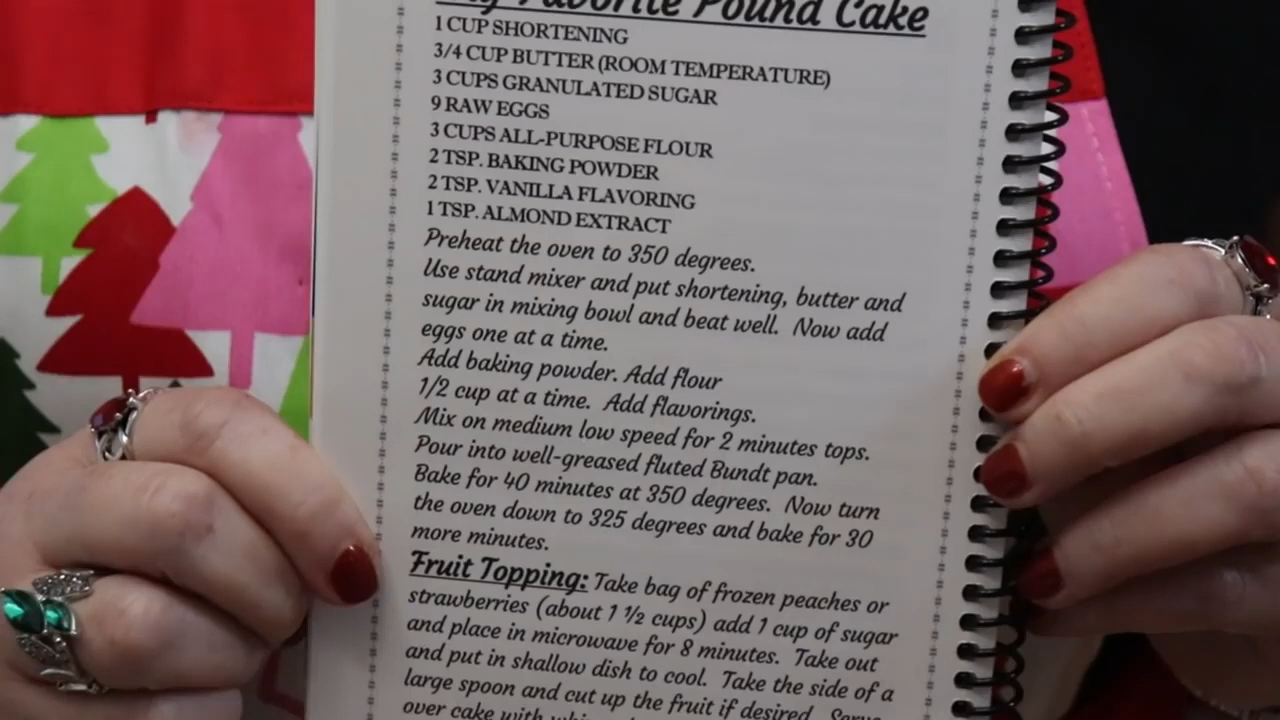 Favorite Pound Cake
1 CUP SHORTENING
3/4 CUP BUTTER (ROOM TEMPERATURE)
3 CUPS GRANULATED SUGAR
9 RAW EGGS
3 CUPS ALL-PURPOSE FLOUR
2 TSP. BAKING POWDER
2 TSP. VANILLA FLAVORING
1 TSP. ALMOND EXTRACT
Preheat the oven to 350 degrees.
Use stand mixer and put shortening, butter and
sugar in mixing bowl and beat well. Now add
eggs one at a time.
Add baking powder. Add flour
1/2 cup at a time. Add flavorings.
Mix on medium low speed for 2 minutes tops.
Pour into well-greased fluted Bundt pan.
Bake for 40 minutes at 350 degrees. Now turn
the oven down to 325 degrees and bake for 30
more minutes.
Fruit Topping: Take bag of frozen peaches or
strawberries (about 1 ½ cups) add 1 cup of sugar
and place in microwave for 8 minutes. Take out
and put in shallow dish to cool. Take the side of a
large spoon and cut up the fruit if desired. Serve
over cake with